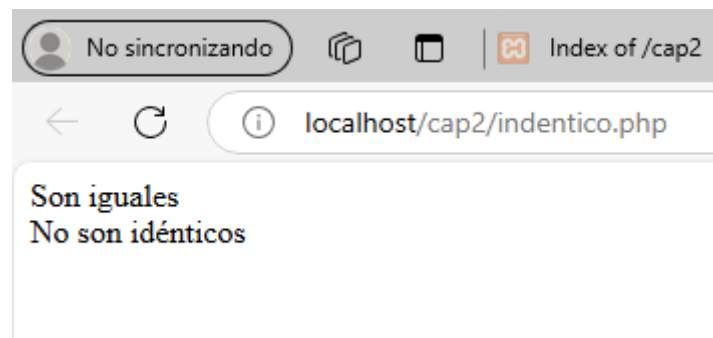 No sincronizando
Index of /cap2
localhost/cap2/indentico.php
Son iguales
No son idénticos